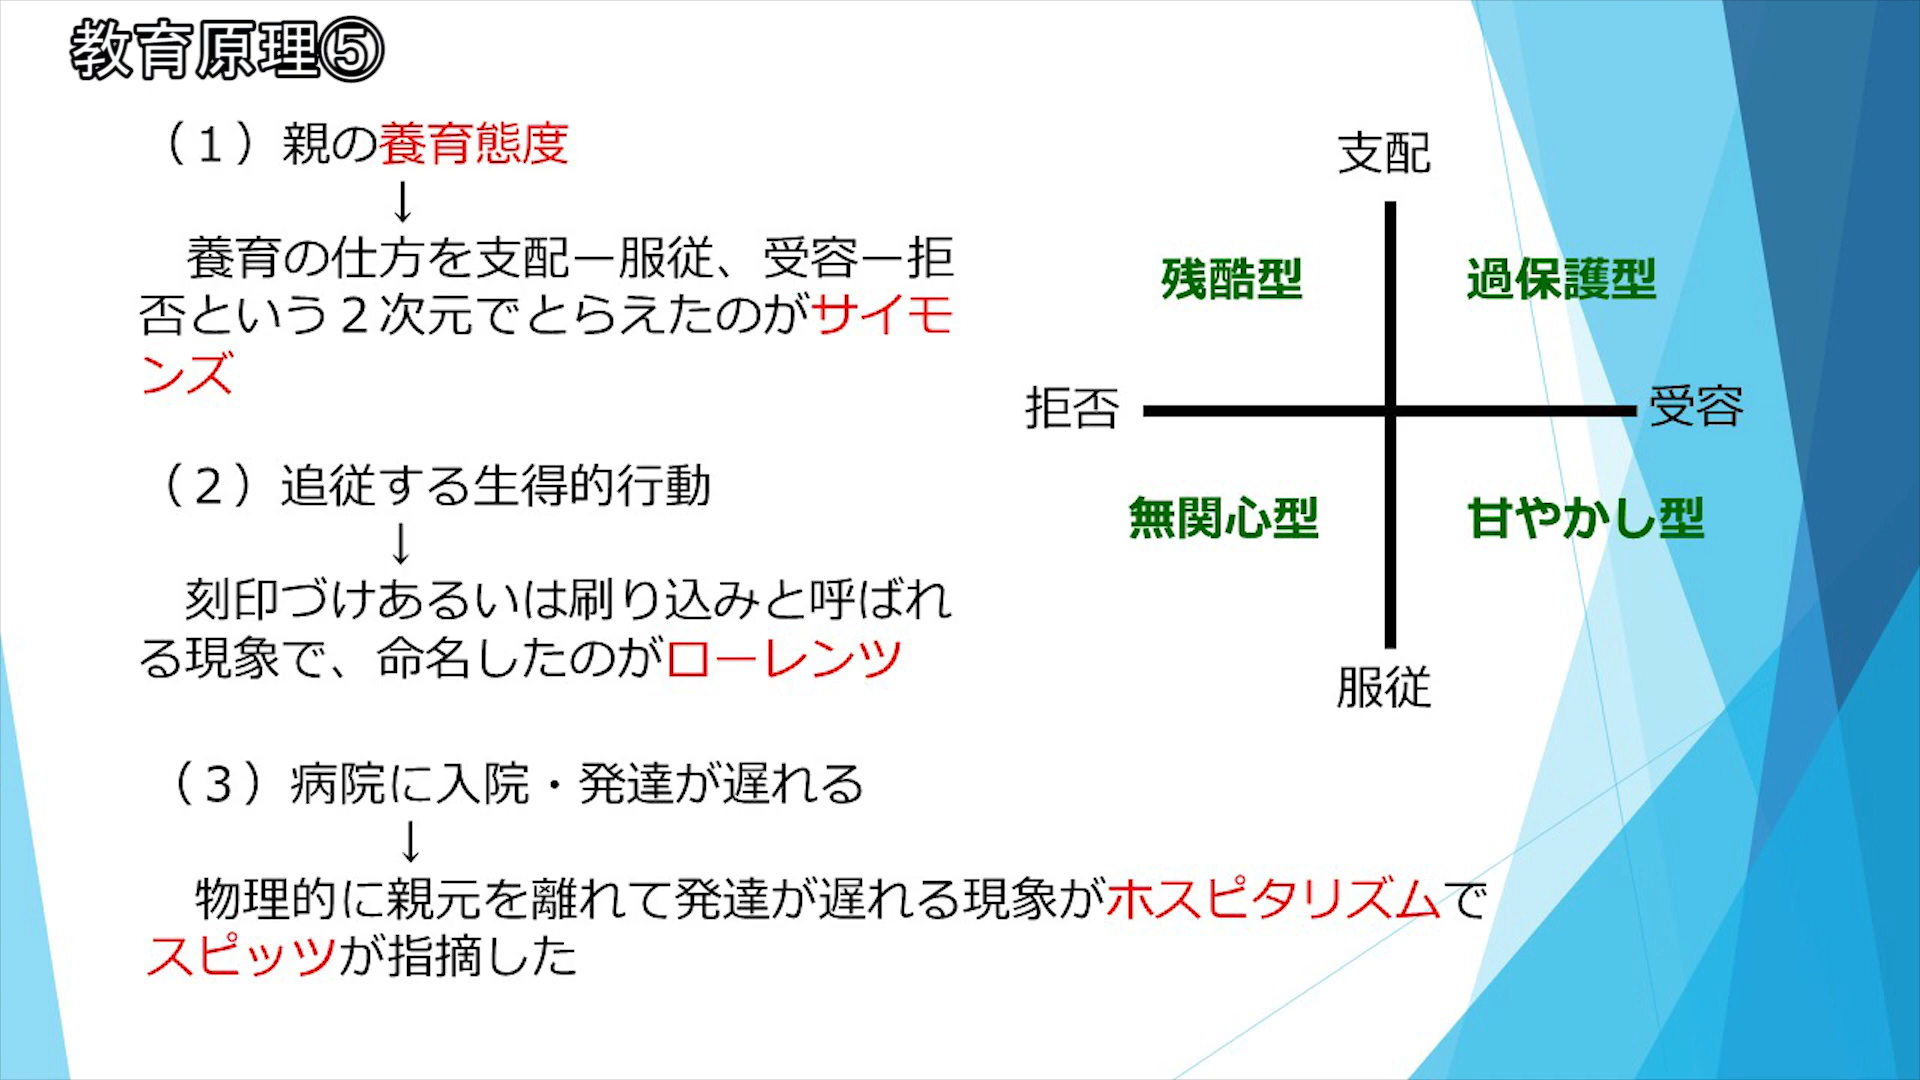 教育原理⑤
（１）親の養育態度
↓
養育の仕方を支配ー服従、受容ー拒
否という２次元でとらえたのがサイモ
ンズ
（２）追従する生得的行動
↓
刻印づけあるいは刷り込みと呼ばれ
る現象で、命名したのがローレンツ
（３）病院に入院・発達が遅れる
↓
物理的に親元を離れて発達が遅れる現象がホスピタリズムで
スピッツが指摘した
支配
残酷型
過保護型
拒否
受容
無関心型
甘やかし型
服従